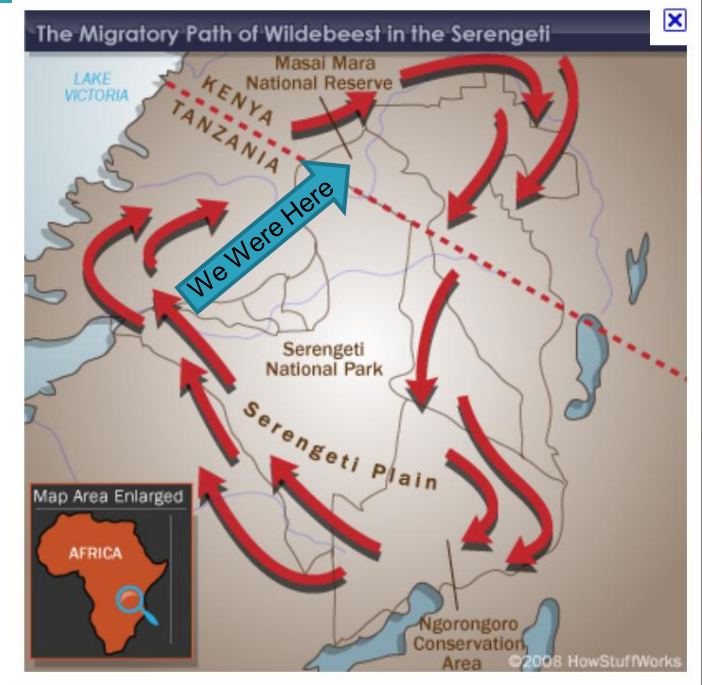 The Migratory Path of Wildebeest in the Serengeti
LAKE
VICTORIA
KENYA
TANZANIA
Masai Mara
National Reserve
We Were Here
Serengeti
National Park
Serengeti Plain
Map Area Enlarged
AFRICA
Ngorongoro
Conservation
Area
©2008 HowStuffWorks